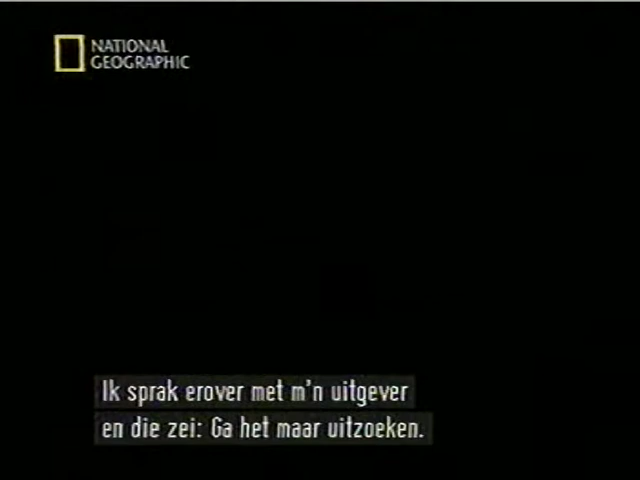 NATIONAL
GEOGRAPHIC
Ik sprak erover met m'n uitgever
en die zei: Ga het maar uitzoeken.